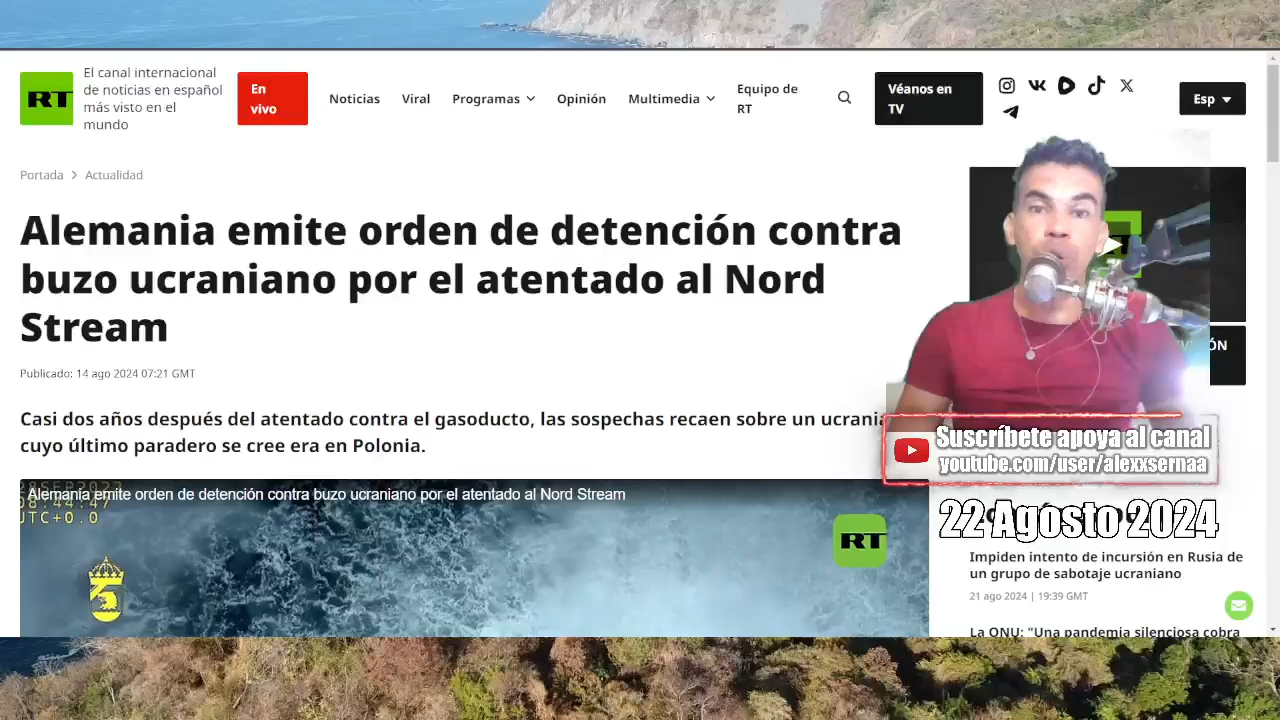 RT
El canal internacional
de noticias en español
más visto en el
mundo
En
vivo
Noticias
Viral
Programas
Opinión
Multimedia
Equipo de
RT
Véanos en
TV
Esp
Portada > Actualidad
Alemania emite orden de detención contra
buzo ucraniano por el atentado al Nord
Stream
Publicado: 14 ago 2024 07:21 GMT
Casi dos años después del atentado contra el gasoducto, las sospechas recaen sobre un
cuyo último paradero se cree era en Polonia.
Alemania emite orden de detención contra buzo ucraniano por el atentado al Nord Stream
08:44:47
UTC+0.0
RT
Suscríbete apoya al canal
youtube.com/user/alexxsernaa
22 Agosto 2024
Impiden intento de incursión en Rusia de
un grupo de sabotaje ucraniano
21 ago 2024 | 19:39 GMT
La ONU: "Una pandemia silenciosa cobra